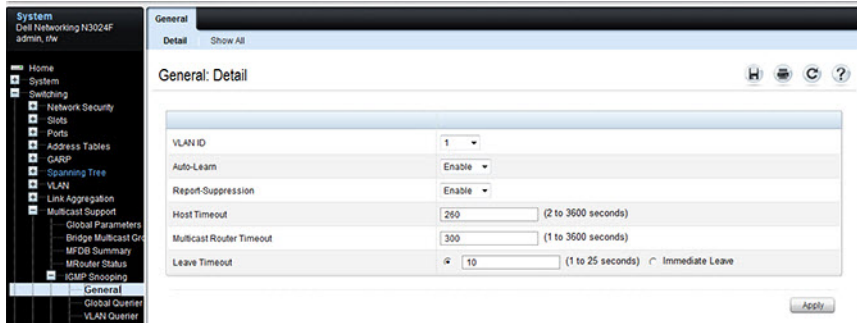 System
Dell Networking N3024F
admin, r/w
Home
System
Switching
Network Security
Slots
Ports
Address Tables
GARP
Spanning Tree
VLAN
Link Aggregation
Multicast Support
Global Parameters
Bridge Multicast Gro
MFDB Summary
MRouter Status
IGMP Snooping
General
Global Querier
VLAN Querier
General
Detail Show All
General: Detail
VLAN ID 1
Auto-Learn Enable
Report-Suppression Enable
Host Timeout 260 (2 to 3600 seconds)
Multicast Router Timeout 300 (1 to 3600 seconds)
Leave Timeout 10 (1 to 25 seconds) Immediate Leave
Apply